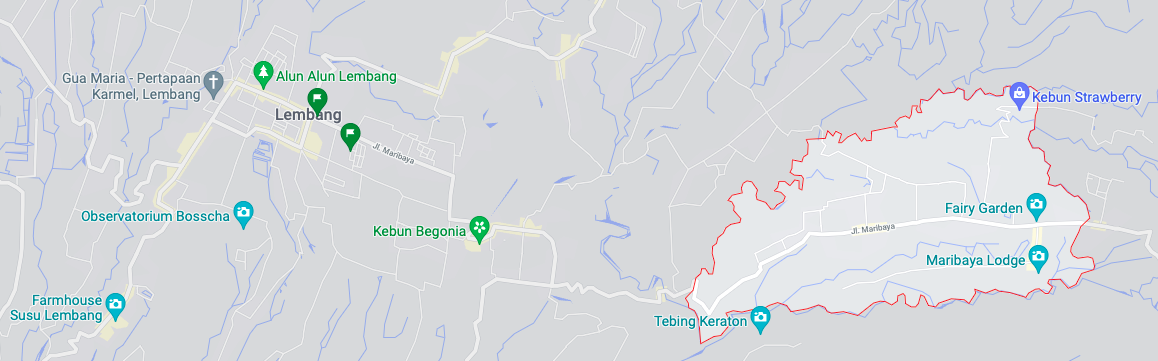 Gua Maria - Pertapaan
Karmel, Lembang
Alun Alun Lembang
Lembang
Jl. Maribaya
Kebun Strawberry
Observatorium Bosscha
Kebun Begonia
Fairy Garden
Jl. Maribaya
Maribaya Lodge
Farmhouse
Susu Lembang
Tebing Keraton